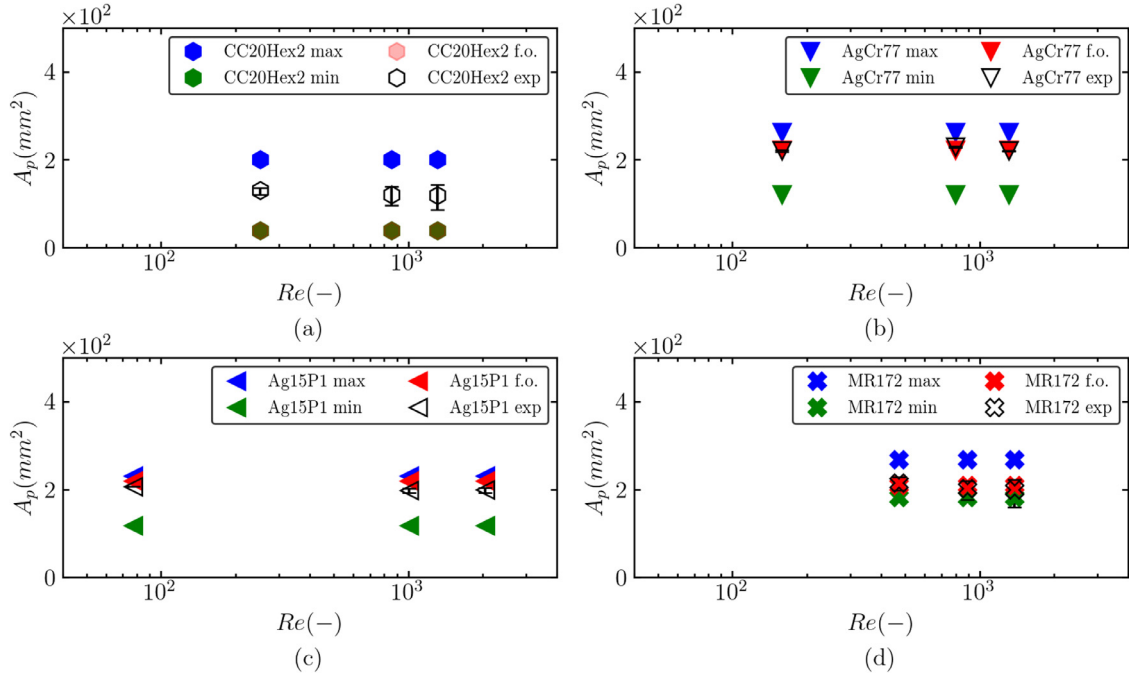 ×10² ×10²
CC20Hex2 max CC20Hex2 f.o.
CC20Hex2 min CC20Hex2 exp
AgCr77 max AgCr77 f.o.
AgCr77 min AgCr77 exp
4 4
A_p(mm²) A_p(mm²)
2 2
0 0
10² 10³ 10² 10³
Re(−) Re(−)
(a) (b)
×10² ×10²
Ag15P1 max Ag15P1 f.o.
Ag15P1 min Ag15P1 exp
MR172 max MR172 f.o.
MR172 min MR172 exp
4 4
A_p(mm²) A_p(mm²)
2 2
0 0
10² 10³ 10² 10³
Re(−) Re(−)
(c) (d)